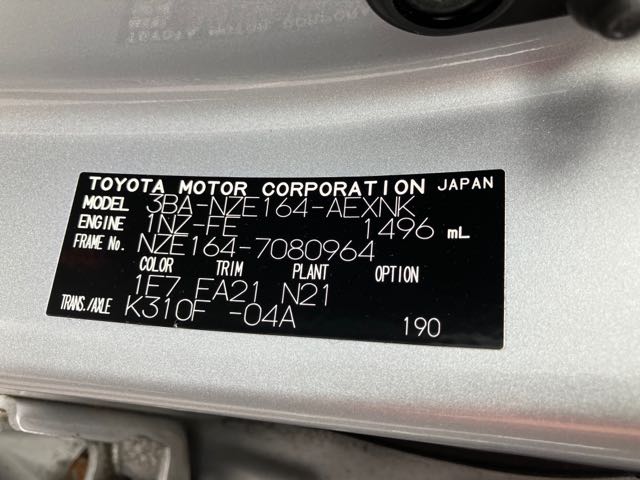 TOYOTA MOTOR CORPORATION JAPAN
MODEL 3BA-NZE164-AEXNK
ENGINE 1NZ-FE 1496 mL
FRAME No. NZE164-7080964
COLOR TRIM PLANT OPTION
1E7 EA21 N21
TRANS./AXLE K310F -04A 190